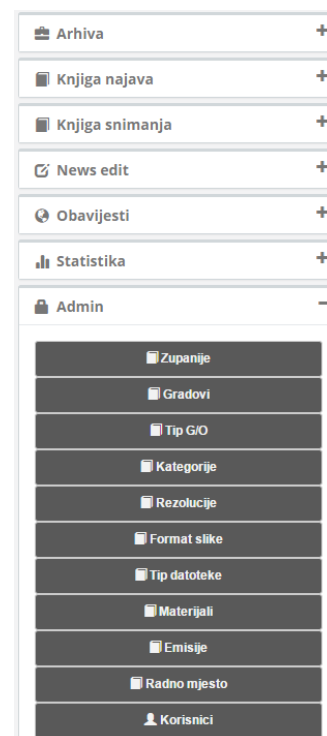 Arhiva
Knjiga najava
Knjiga snimanja
News edit
Obavijesti
Statistika
Admin
Zupanije
Gradovi
Tip G/O
Kategorije
Rezolucije
Format slike
Tip datoteke
Materijali
Emisije
Radno mjesto
Korisnici